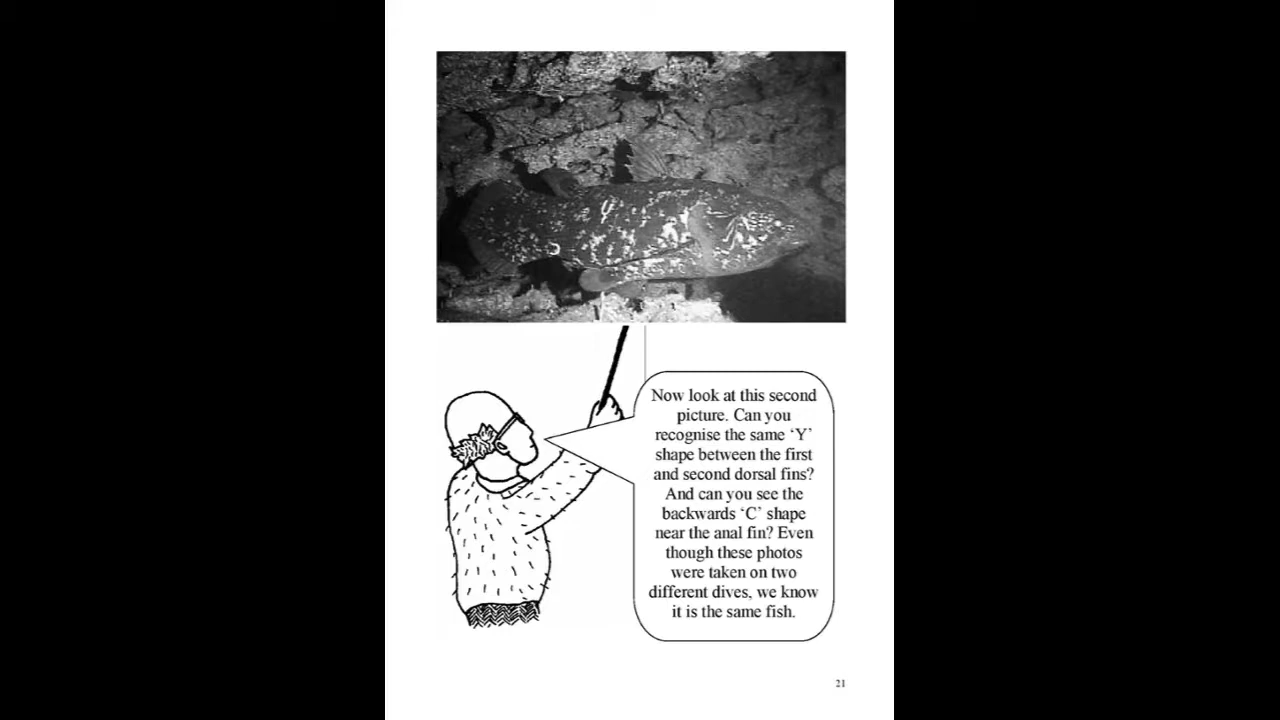 Now look at this second
picture. Can you
recognise the same ‘Y’
shape between the first
and second dorsal fins?
And can you see the
backwards ‘C’ shape
near the anal fin? Even
though these photos
were taken on two
different dives, we know
it is the same fish.
21